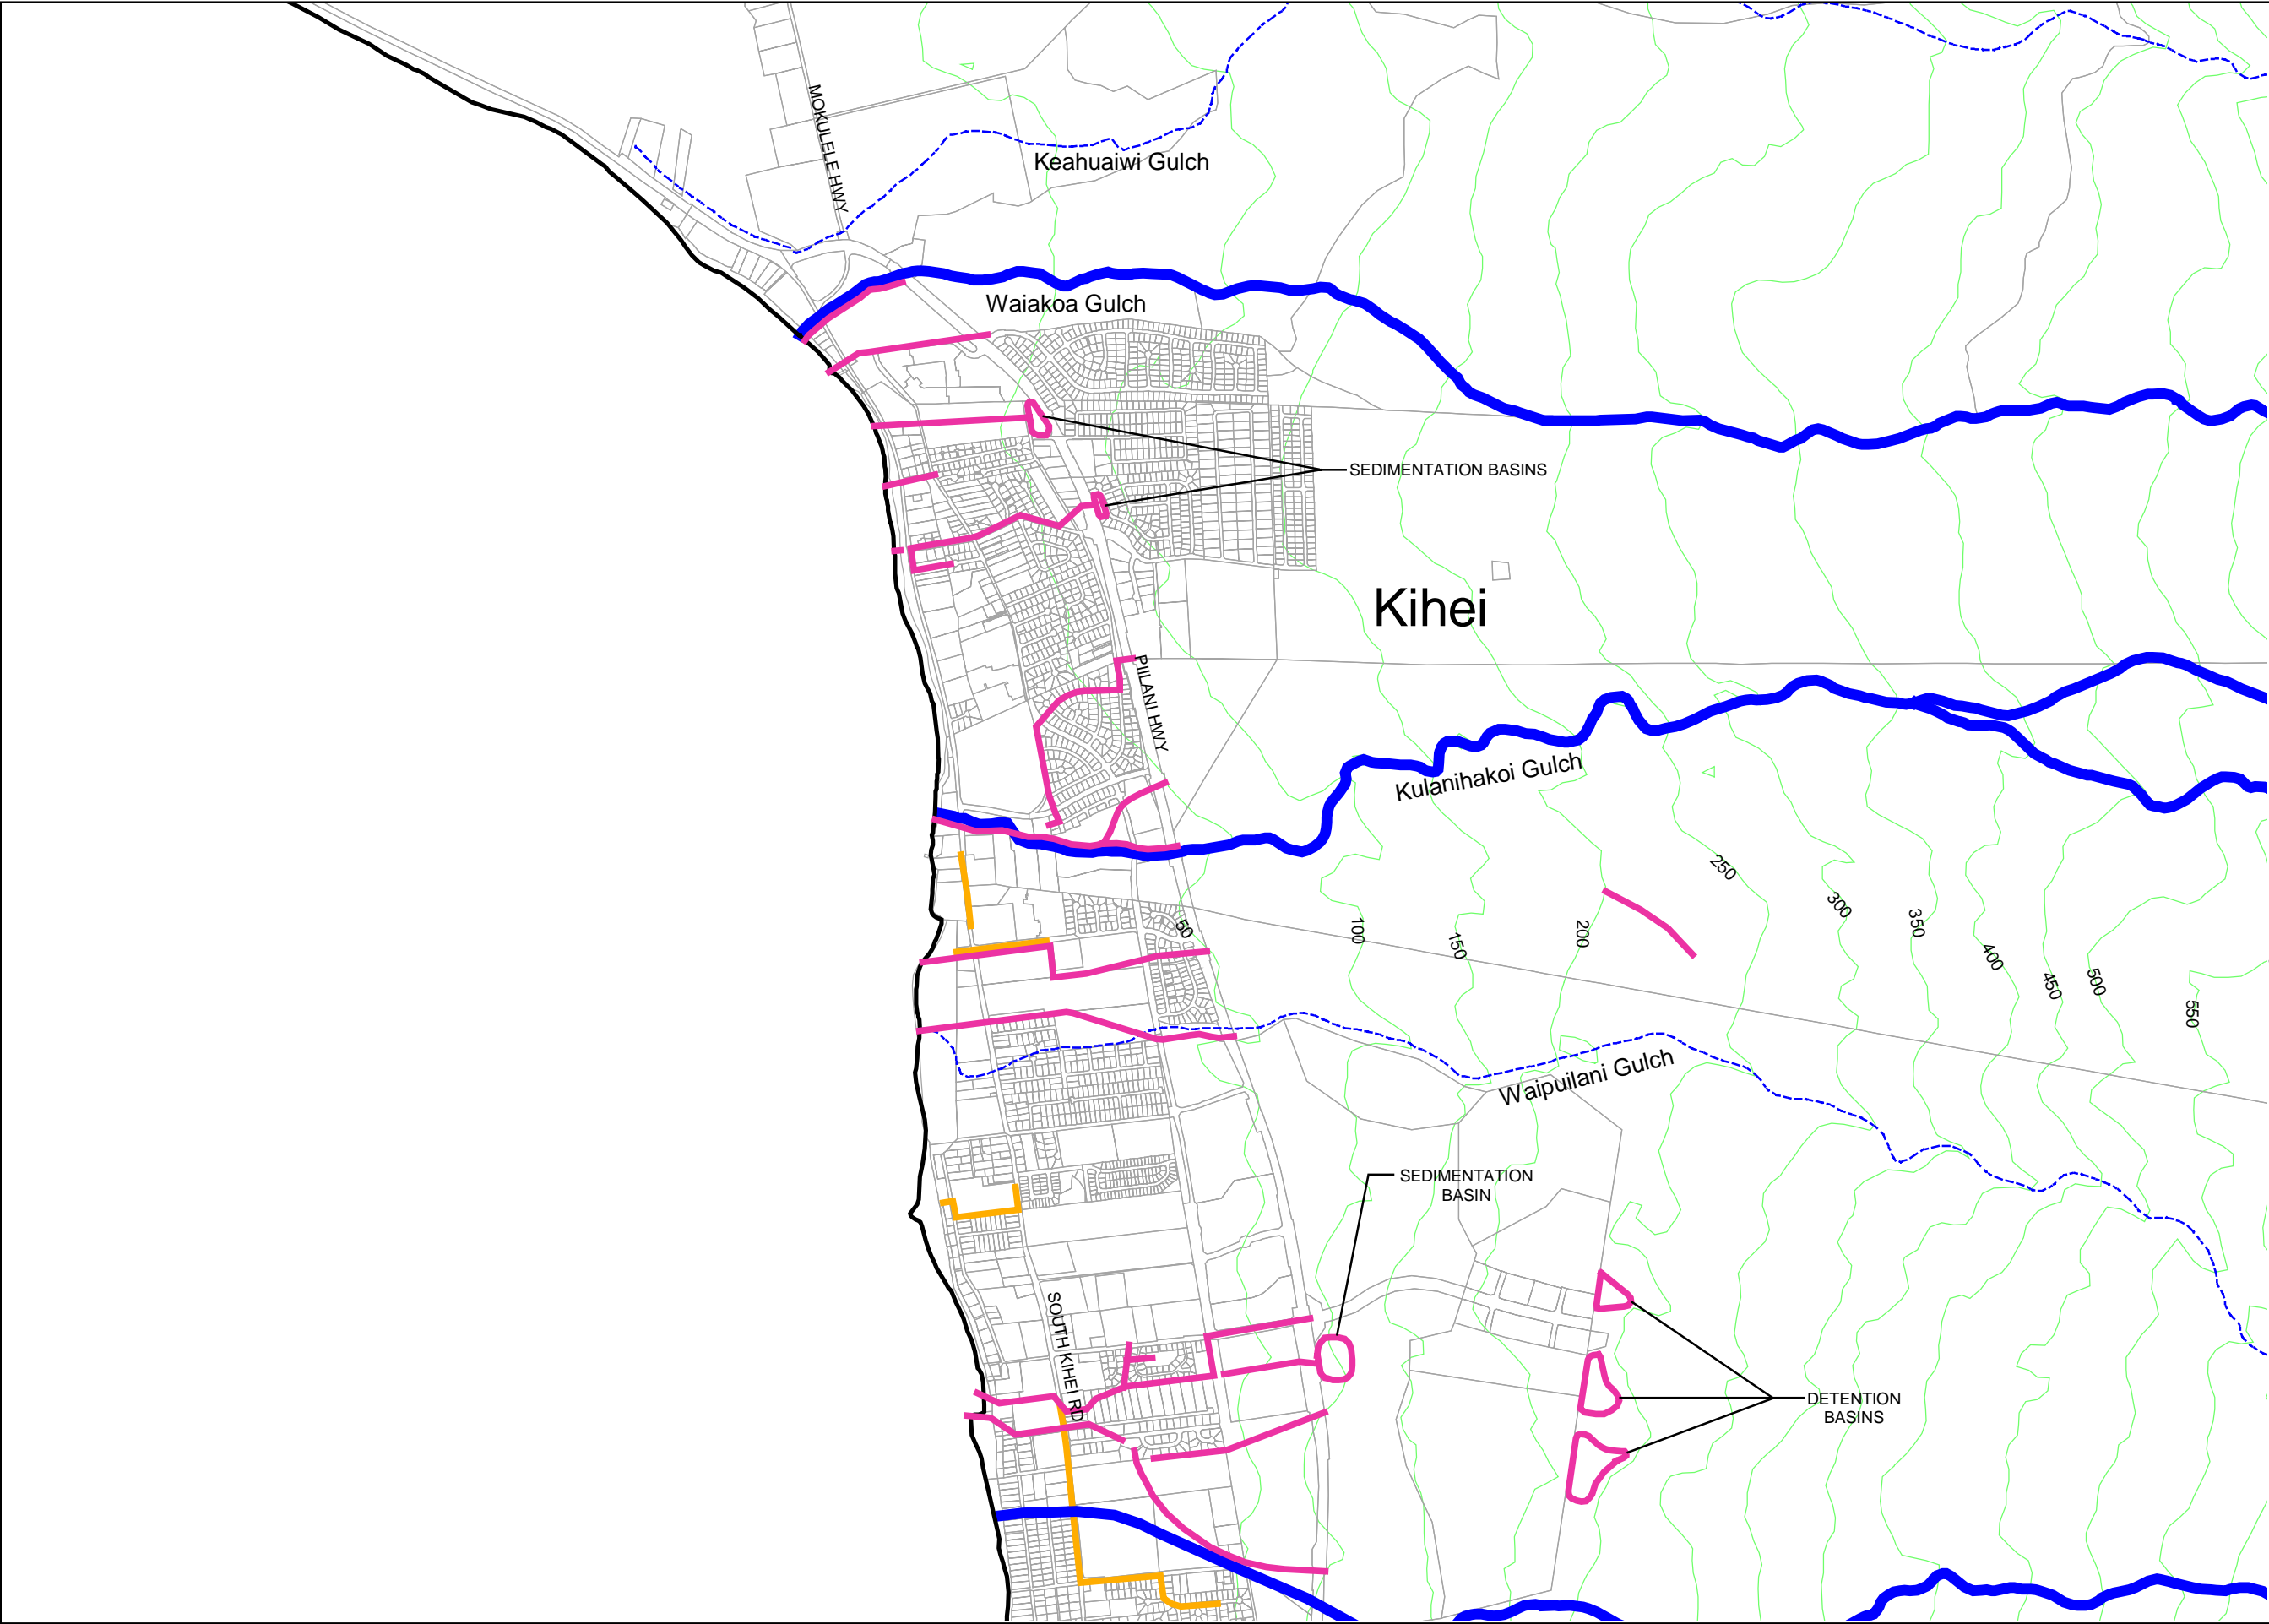 MOKULELE HWY
Keahuaiwi Gulch
Waiakoa Gulch
SEDIMENTATION BASINS
Kihei
PIILANI HWY
Kulanihakoi Gulch
50
100
150
200
250
300
350
400
450
500
550
Waipuilani Gulch
SEDIMENTATION
BASIN
SOUTH KIHEI RD
DETENTION
BASINS